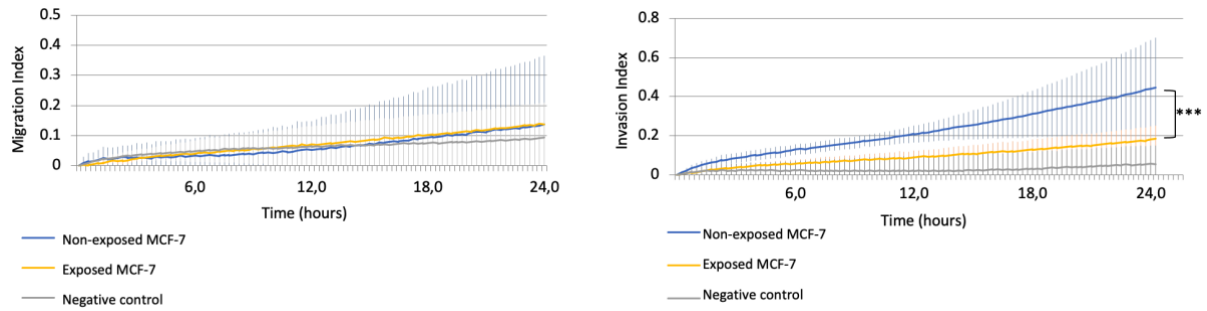 0.5
0.4
0.3
0.2
0.1
0
Migration Index
6,0
12,0
18,0
24,0
Time (hours)
Non-exposed MCF-7
Exposed MCF-7
Negative control
0.8
0.6
0.4
0.2
0
Invasion Index
***
6,0
12,0
18,0
24,0
Time (hours)
Non-exposed MCF-7
Exposed MCF-7
Negative control